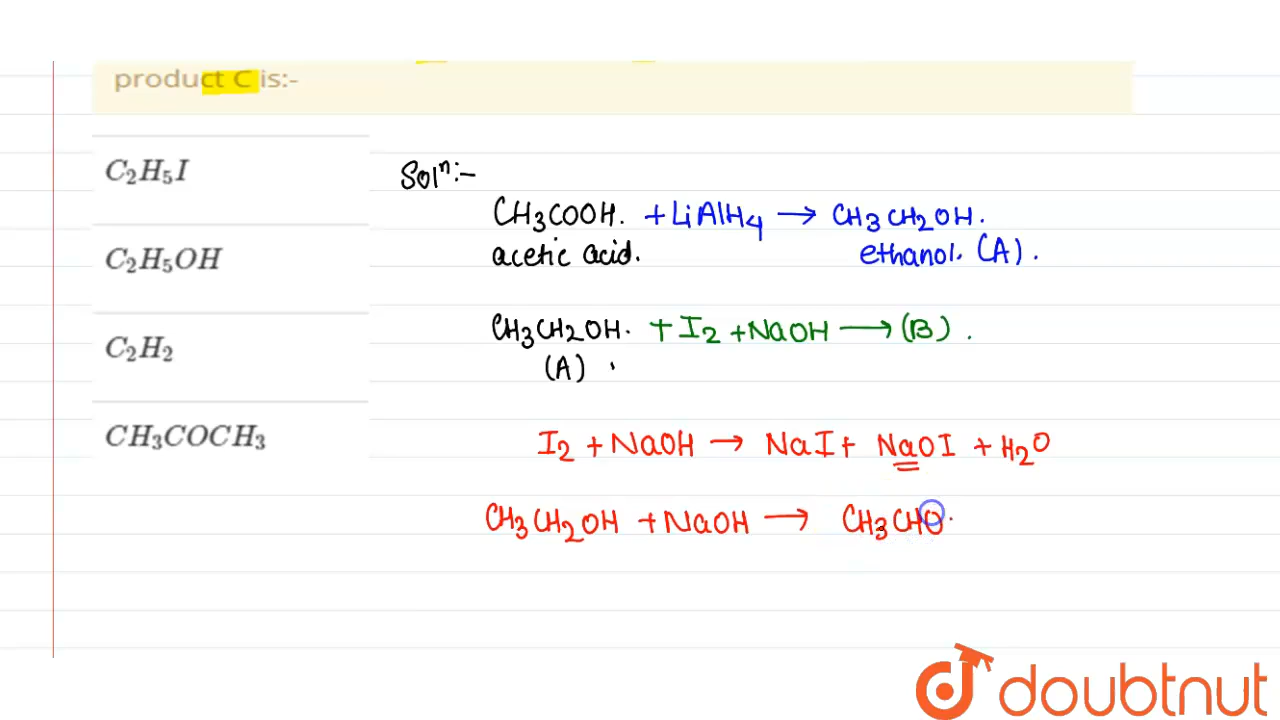 product C is:-
C2H5I
Solⁿ:-
CH3COOH. + LiAlH4 → CH3CH2OH.
acetic acid. ethanol. (A).
C2H5OH
CH3CH2OH. + I2 + NaOH → (B).
(A).
C2H2
CH3COCH3
I2 + NaOH → NaI + NaOI + H2O
CH3CH2OH + NaOH → CH3CHO.
doubtnut